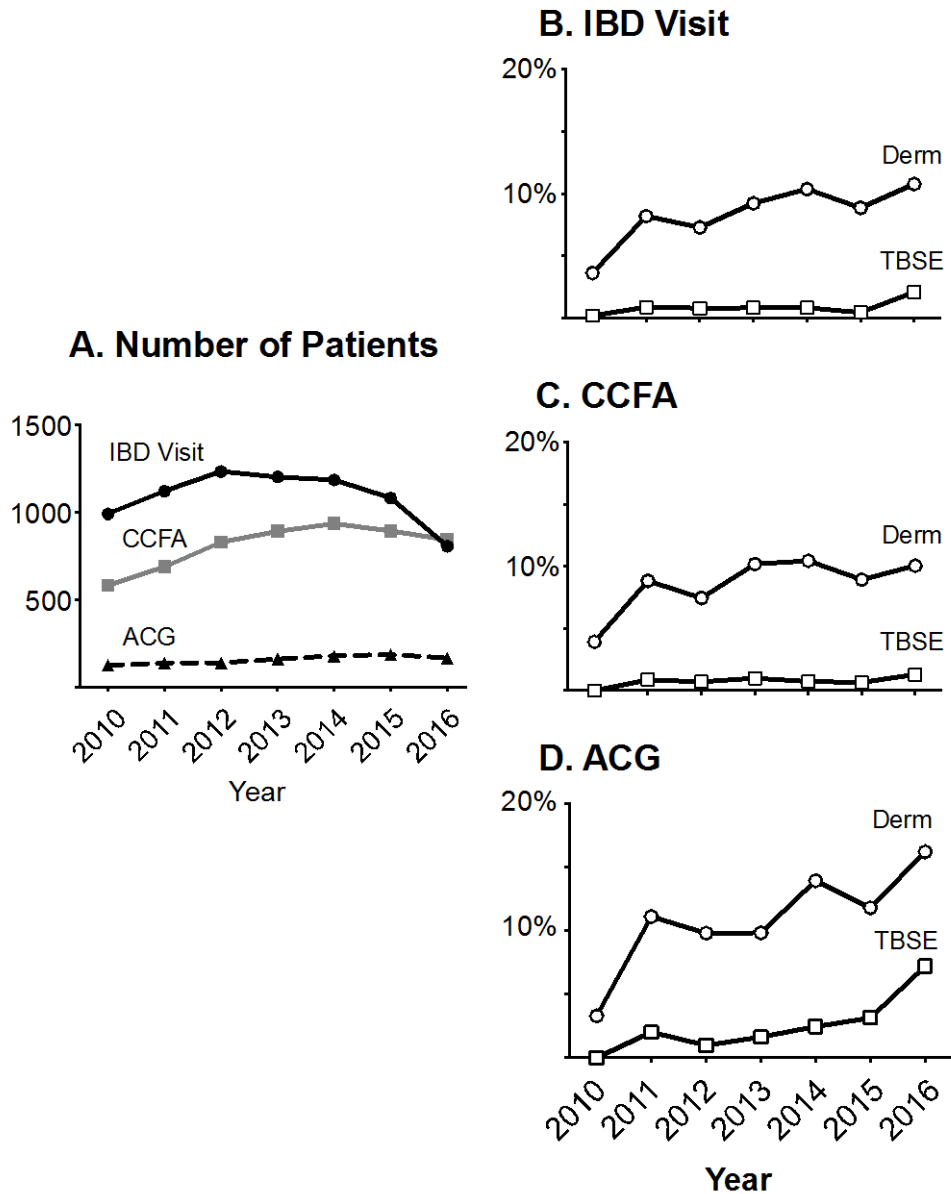 A. Number of Patients
1500
1000
500
IBD Visit
CCFA
ACG
2010
2011
2012
2013
2014
2015
2016
Year
B. IBD Visit
20%
10%
Derm
TBSE
C. CCFA
20%
10%
Derm
TBSE
D. ACG
20%
10%
Derm
TBSE
2010
2011
2012
2013
2014
2015
2016
Year